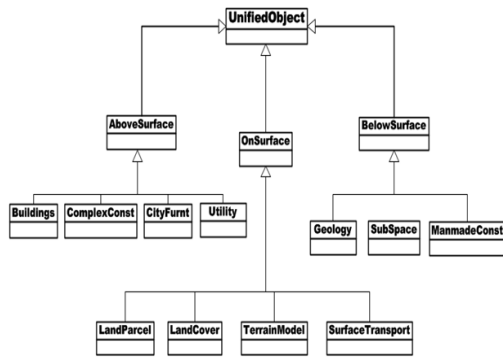 UnifiedObject
AboveSurface
OnSurface
BelowSurface
Buildings
ComplexConst
CityFurnt
Utility
Geology
SubSpace
ManmadeConst
LandParcel
LandCover
TerrainModel
SurfaceTransport